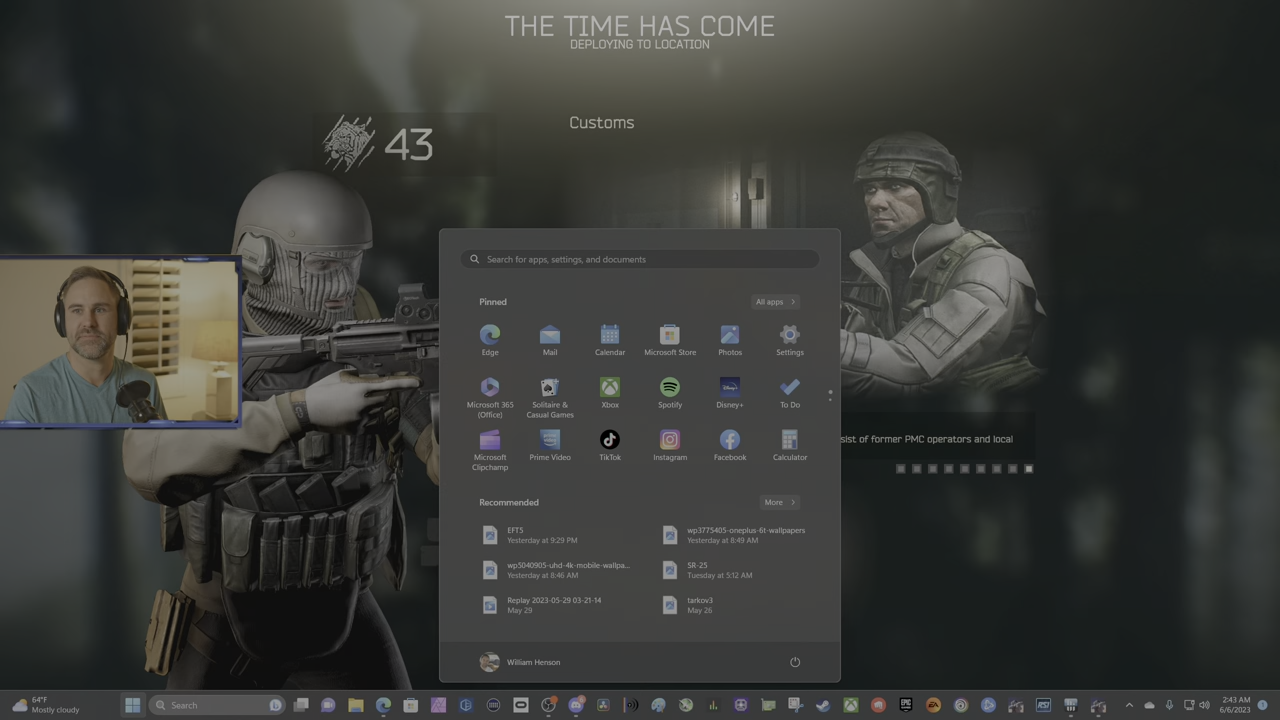 THE TIME HAS COME
DEPLOYING TO LOCATION
43
Customs
Search for apps, settings, and documents
Pinned
All apps
Edge
Mail
Calendar
Microsoft Store
Photos
Settings
Microsoft 365
(Office)
Solitaire &
Casual Games
Xbox
Spotify
Disney+
To Do
Microsoft
Clipchamp
Prime Video
TikTok
Instagram
Facebook
Calculator
sist of former PMC operators and local
Recommended
More
EFT5
Yesterday at 9:29 PM
wp3775405-oneplus-6t-wallpapers
Yesterday at 8:49 AM
wp5040905-uhd-4k-mobile-wallpa...
Yesterday at 8:46 AM
SR-25
Tuesday at 5:12 AM
Replay 2023-05-29 03-21-14
May 29
tarkov3
May 26
William Henson
64°F
Mostly cloudy
Search
2:43 AM
6/6/2023